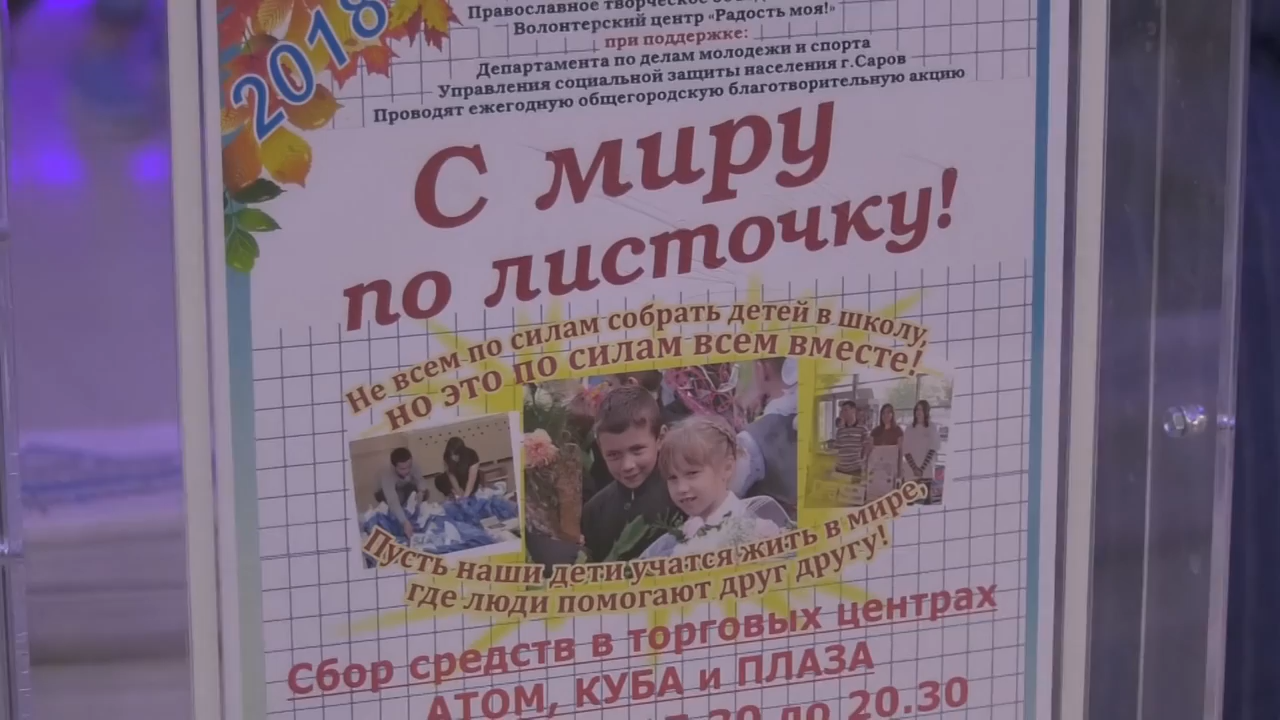 2018
Православное творческое
Волонтерский центр «Радость моя!»
при поддержке:
Департамента по делам молодежи и спорта
Управления социальной защиты населения г.Саров
Проводят ежегодную общегородскую благотворительную акцию
С миру
по листочку!
Не всем по силам собрать детей в школу,
но это по силам всем вместе!
Пусть наши дети учатся жить в мире,
где люди помогают друг другу!
Сбор средств в торговых центрах
АТОМ, КУБА и ПЛАЗА
до 20.30